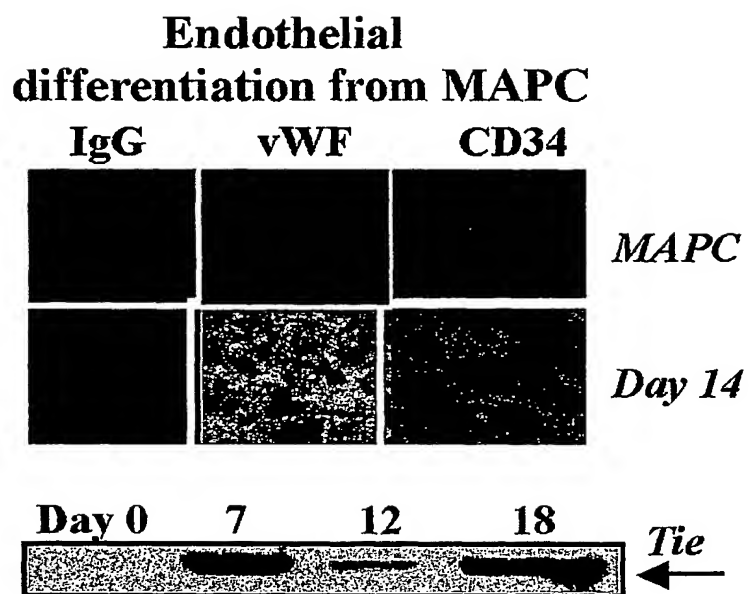 Endothelial
differentiation from MAPC
IgG vWF CD34
MAPC
Day 14
Day 0 7 12 18
Tie